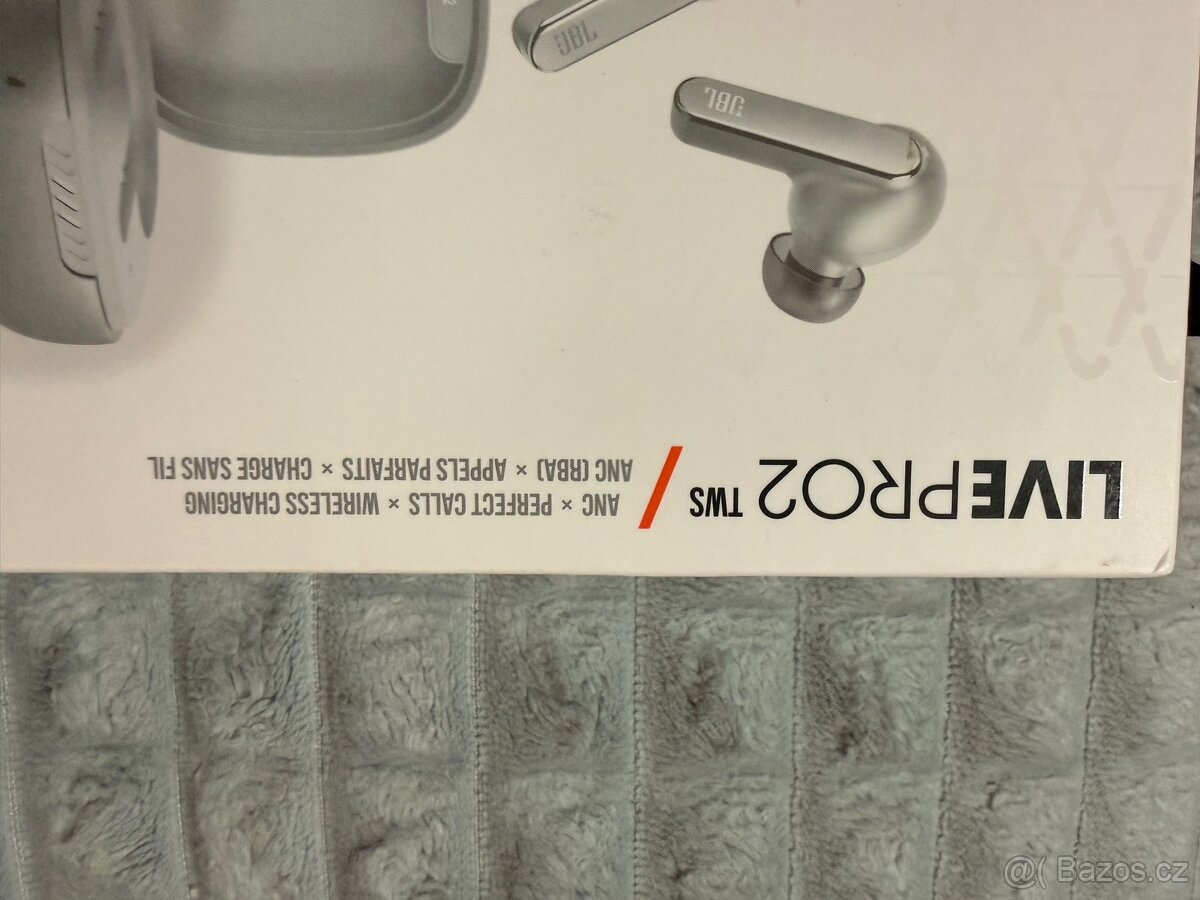 LIVEPRO2 TWS
ANC × PERFECT CALLS × WIRELESS CHARGING
ANC (RBA) × APPELS PARFAITS × CHARGE SANS FIL
JBL
JBL
@( Bazos.cz